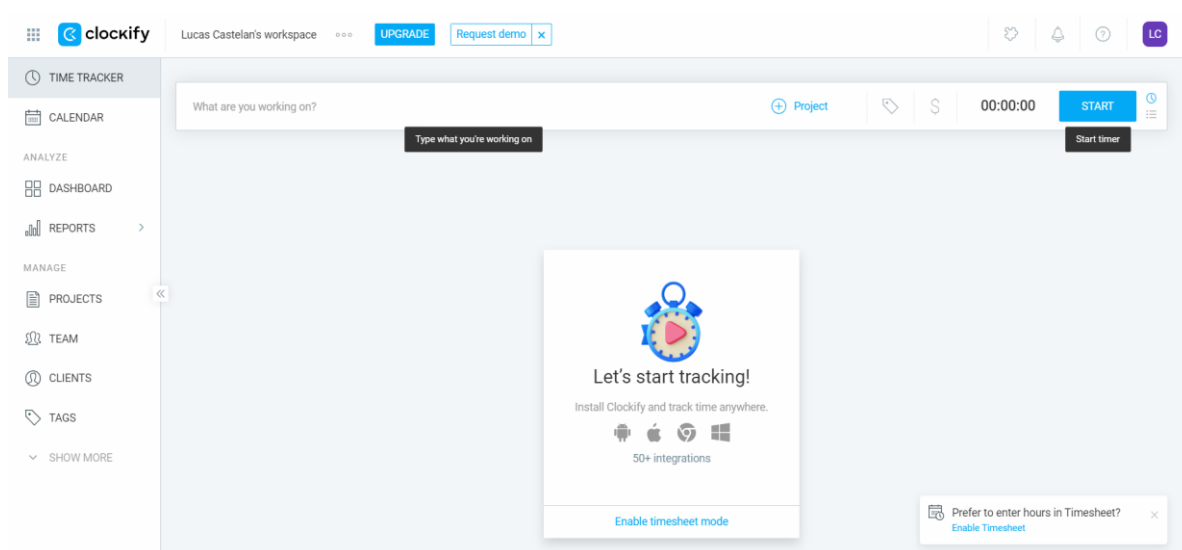 clockify
Lucas Castelan's workspace
UPGRADE
Request demo
LC
TIME TRACKER
CALENDAR
ANALYZE
DASHBOARD
REPORTS
MANAGE
PROJECTS
TEAM
CLIENTS
TAGS
SHOW MORE
What are you working on?
Project
$
00:00:00
START
Type what you're working on
Start timer
Let's start tracking!
Install Clockify and track time anywhere.
50+ integrations
Enable timesheet mode
Prefer to enter hours in Timesheet?
Enable Timesheet